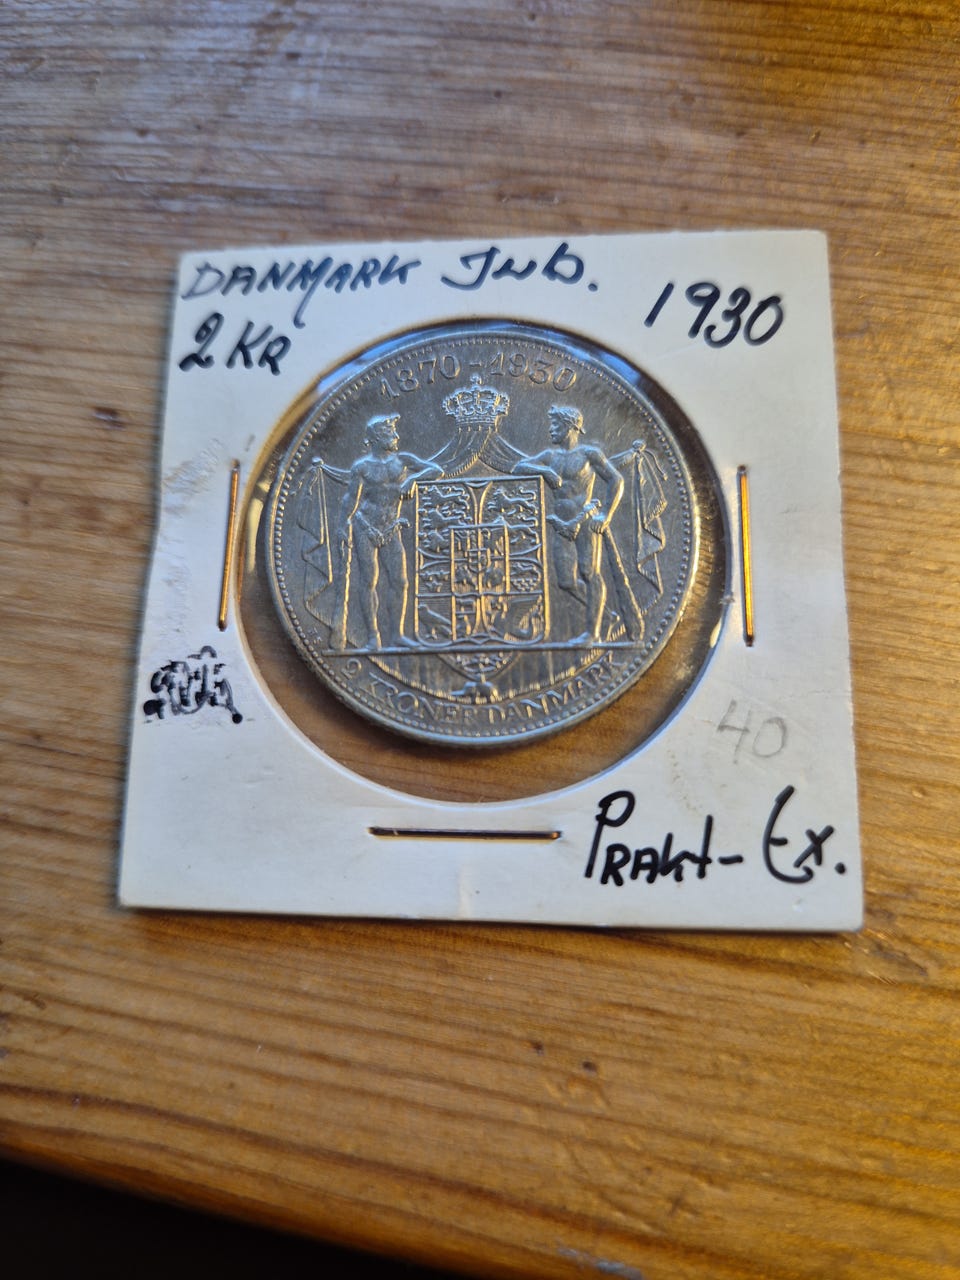 DANMARK Jub.
1930
2 KR
1870-1930
2 KRONER DANMARK
40
PRAKT-Ex.